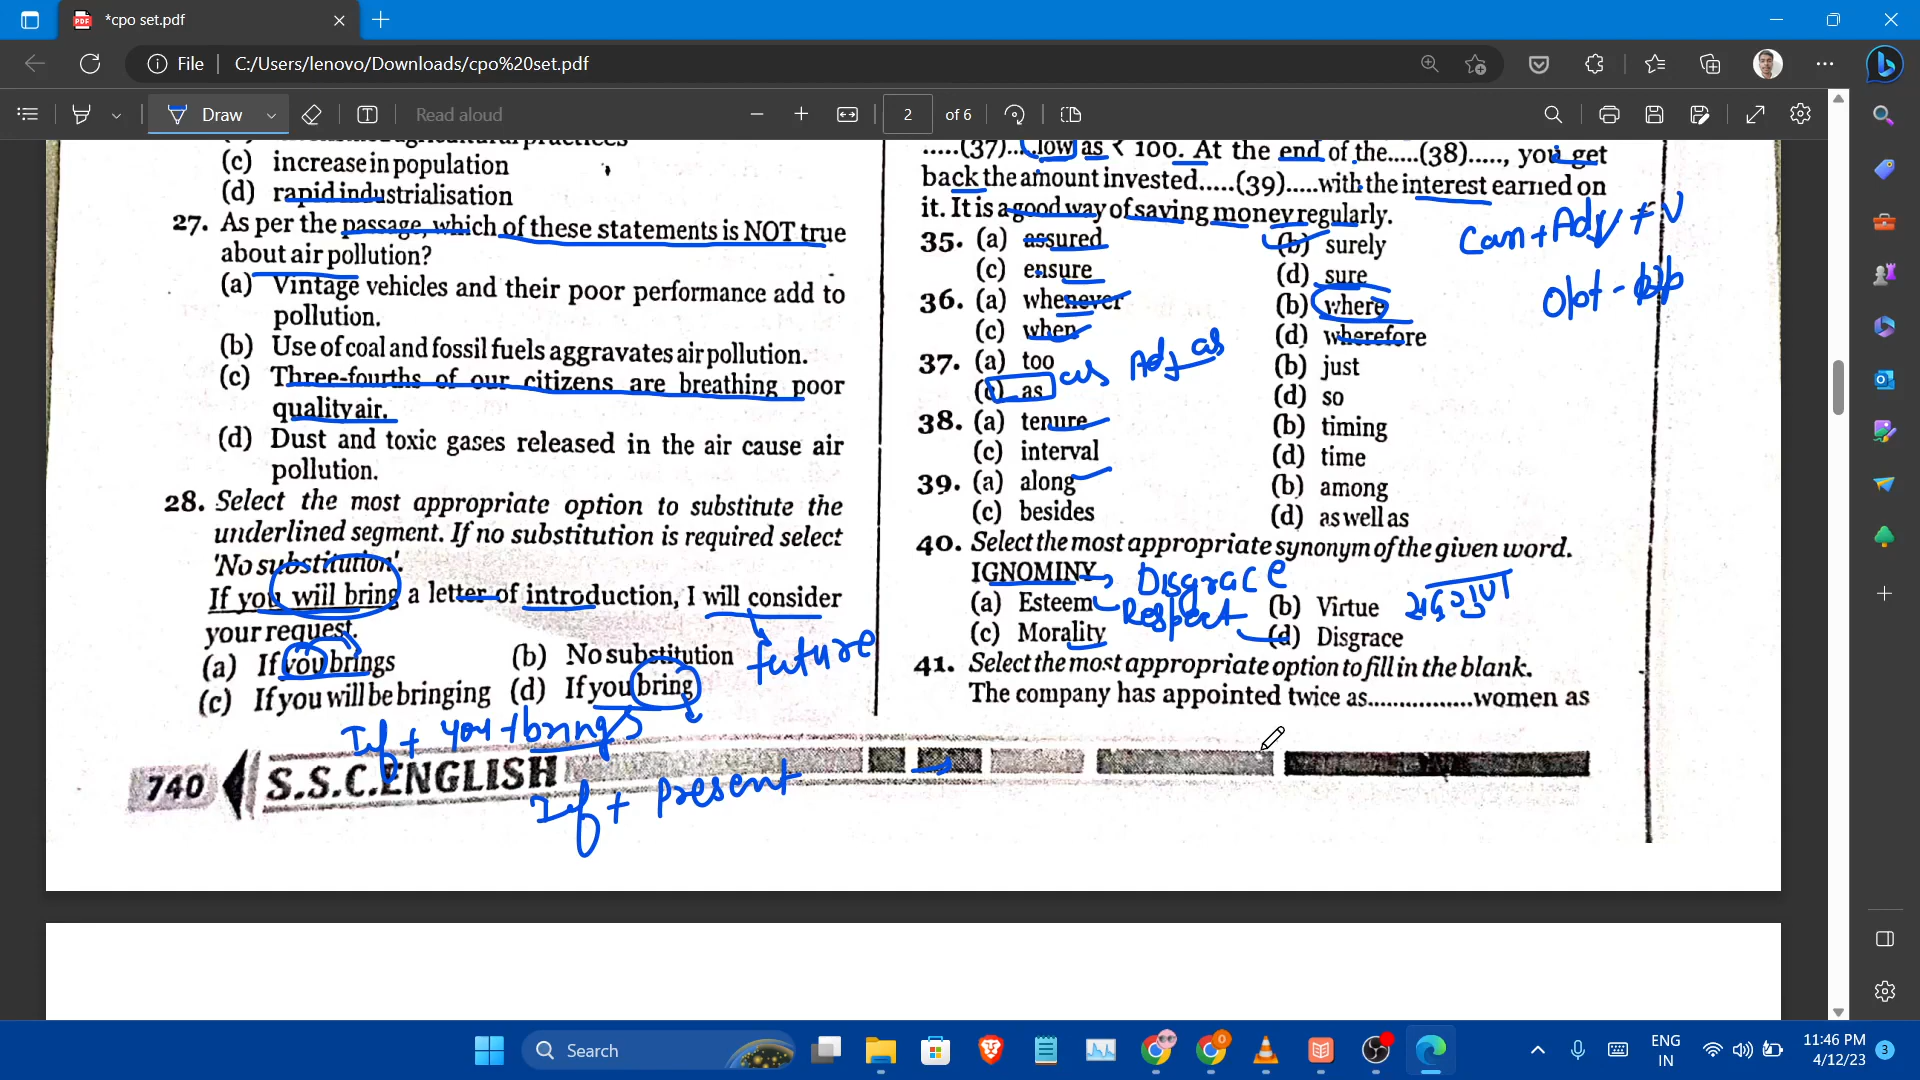 *cpo set.pdf
File
C:/Users/lenovo/Downloads/cpo%20set.pdf
Draw
Read aloud
2 of 6
(c) increase in population
(d) rapid industrialisation
27. As per the passage, which of these statements is NOT true
about air pollution?
(a) Vintage vehicles and their poor performance add to
pollution.
(b) Use of coal and fossil fuels aggravates air pollution.
(c) Three-fourths of our citizens are breathing poor
quality air.
(d) Dust and toxic gases released in the air cause air
pollution.
28. Select the most appropriate option to substitute the
underlined segment. If no substitution is required select
'No substitution'.
If you will bring a letter of introduction, I will consider
your request.
future
(a) If you brings (b) No substitution
(c) If you will be bringing (d) If you bring
If + you + brings
If + Present
740 S.S.C.ENGLISH
.....(37).....low as ₹ 100. At the end of the.....(38)....., you get
back the amount invested.....(39).....with the interest earned on
it. It is a good way of saving money regularly.
Can + Adv + V
35. (a) assured (b) surely
(c) ensure (d) sure
36. (a) whenever (b) where
(c) when (d) wherefore
37. (a) too (b) just
as Adj as
(c) as (d) so
38. (a) tenure (b) timing
(c) interval (d) time
39. (a) along (b) among
(c) besides (d) as well as
40. Select the most appropriate synonym of the given word.
IGNOMINY
Disgrace
(a) Esteem (b) Virtue
Respect
(c) Morality (d) Disgrace
41. Select the most appropriate option to fill in the blank.
The company has appointed twice as.................women as
Search
ENG
IN
11:46 PM
4/12/23
3